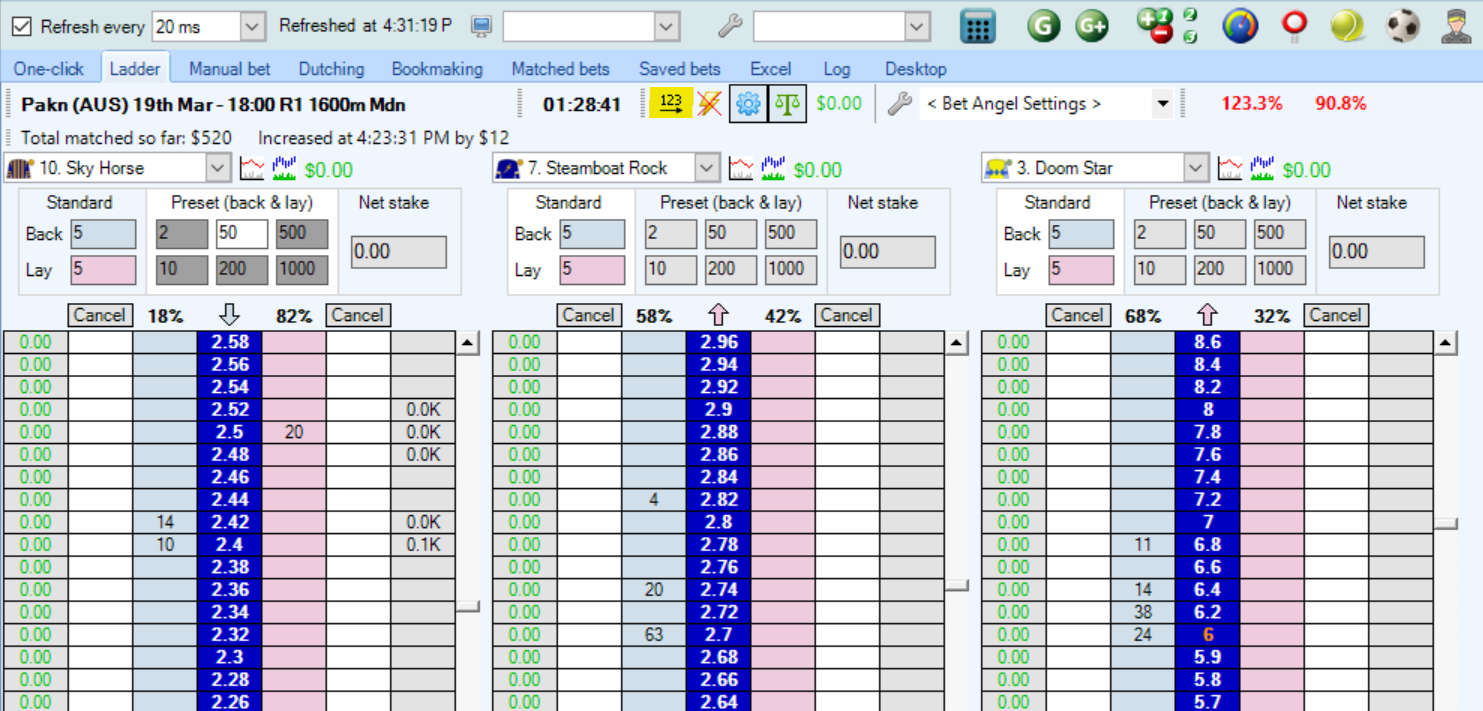 Refresh every 20 ms Refreshed at 4:31:19 P G G+
One-click Ladder Manual bet Dutching Bookmaking Matched bets Saved bets Excel Log Desktop
Pakn (AUS) 19th Mar - 18:00 R1 1600m Mdn 01:28:41 123 $0.00 < Bet Angel Settings > 123.3% 90.8%
Total matched so far: $520 Increased at 4:23:31 PM by $12
10. Sky Horse $0.00 7. Steamboat Rock $0.00 3. Doom Star $0.00
Standard Preset (back & lay) Net stake Standard Preset (back & lay) Net stake Standard Preset (back & lay) Net stake
Back 5 2 50 500 0.00 Back 5 2 50 500 0.00 Back 5 2 50 500 0.00
Lay 5 10 200 1000 Lay 5 10 200 1000 Lay 5 10 200 1000
Cancel 18% 82% Cancel Cancel 58% 42% Cancel Cancel 68% 32% Cancel
0.00 2.58 0.00 2.96 0.00 8.6
0.00 2.56 0.00 2.94 0.00 8.4
0.00 2.54 0.00 2.92 0.00 8.2
0.00 2.52 0.0K 0.00 2.9 0.00 8
0.00 2.5 20 0.0K 0.00 2.88 0.00 7.8
0.00 2.48 0.0K 0.00 2.86 0.00 7.6
0.00 2.46 0.00 2.84 0.00 7.4
0.00 2.44 0.00 4 2.82 0.00 7.2
0.00 14 2.42 0.0K 0.00 2.8 0.00 7
0.00 10 2.4 0.1K 0.00 2.78 0.00 11 6.8
0.00 2.38 0.00 2.76 0.00 6.6
0.00 2.36 0.00 20 2.74 0.00 14 6.4
0.00 2.34 0.00 2.72 0.00 38 6.2
0.00 2.32 0.00 63 2.7 0.00 24 6
0.00 2.3 0.00 2.68 0.00 5.9
0.00 2.28 0.00 2.66 0.00 5.8
0.00 2.26 0.00 2.64 0.00 5.7